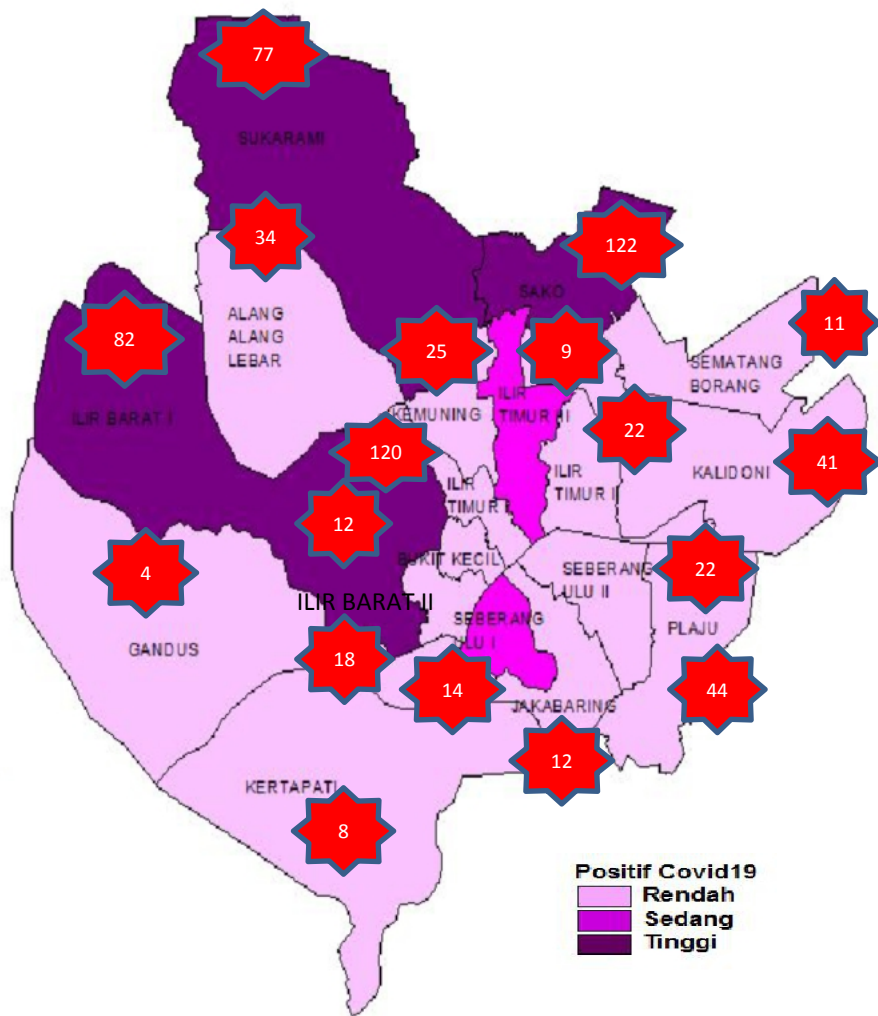 77
SUKARAMI
34
122
SAKO
ALANG
ALANG
LEBAR
82
25
9
11
SEMATANG
BORANG
ILIR BARAT I
KEMUNING
ILIR
TIMUR III
22
120
ILIR
TIMUR I
ILIR
TIMUR II
KALIDONI
41
12
4
BUKIT KECIL
SEBERANG
ULU II
22
ILIR BARAT II
SEBERANG
ULU I
PLAJU
GANDUS
18
14
44
JAKABARING
12
KERTAPATI
8
Positif Covid19
Rendah
Sedang
Tinggi